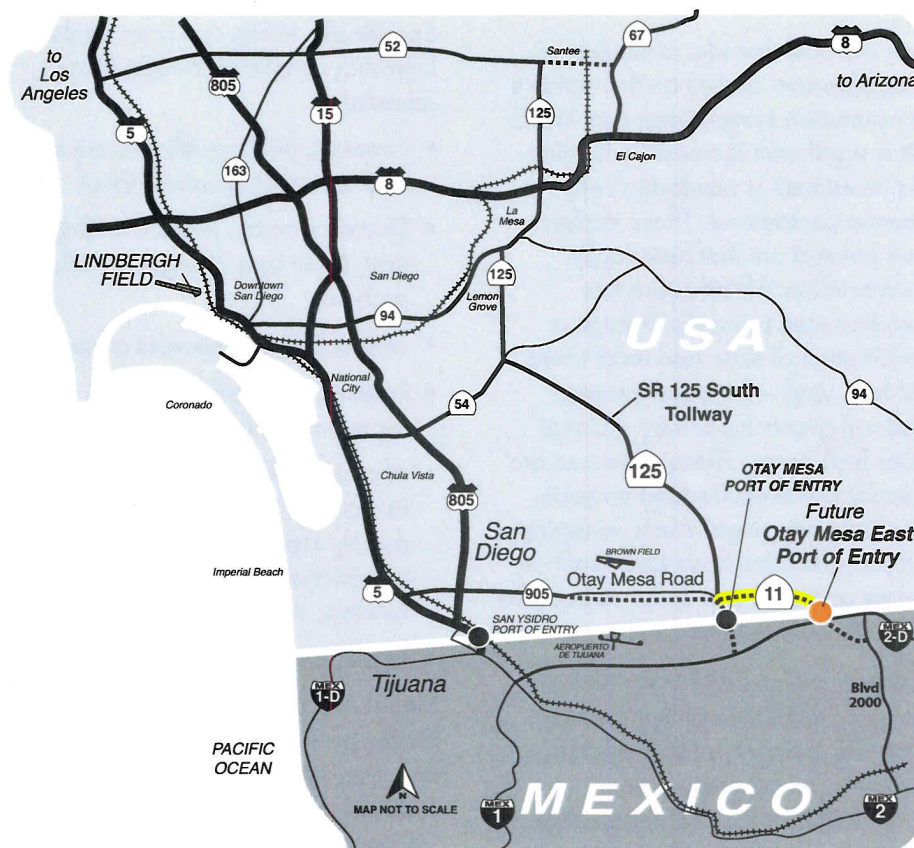 67
52
Santee
8
to
Los
Angeles
805
to Arizona
15
125
5
163
El Cajon
8
La
Mesa
LINDBERGH
FIELD
Downtown
San Diego
San Diego
125
Lemon
Grove
94
USA
National
City
Coronado
54
SR 125 South
Tollway
94
125
OTAY MESA
PORT OF ENTRY
Chula Vista
805
Future
Otay Mesa East
Port of Entry
San
Diego
BROWN FIELD
Imperial Beach
Otay Mesa Road
5
905
11
SAN YSIDRO
PORT OF ENTRY
AEROPUERTO
DE TIJUANA
MEX
2-D
Tijuana
MEX
1-D
Blvd
2000
PACIFIC
OCEAN
MAP NOT TO SCALE
MEXICO
MEX
1
MEX
2